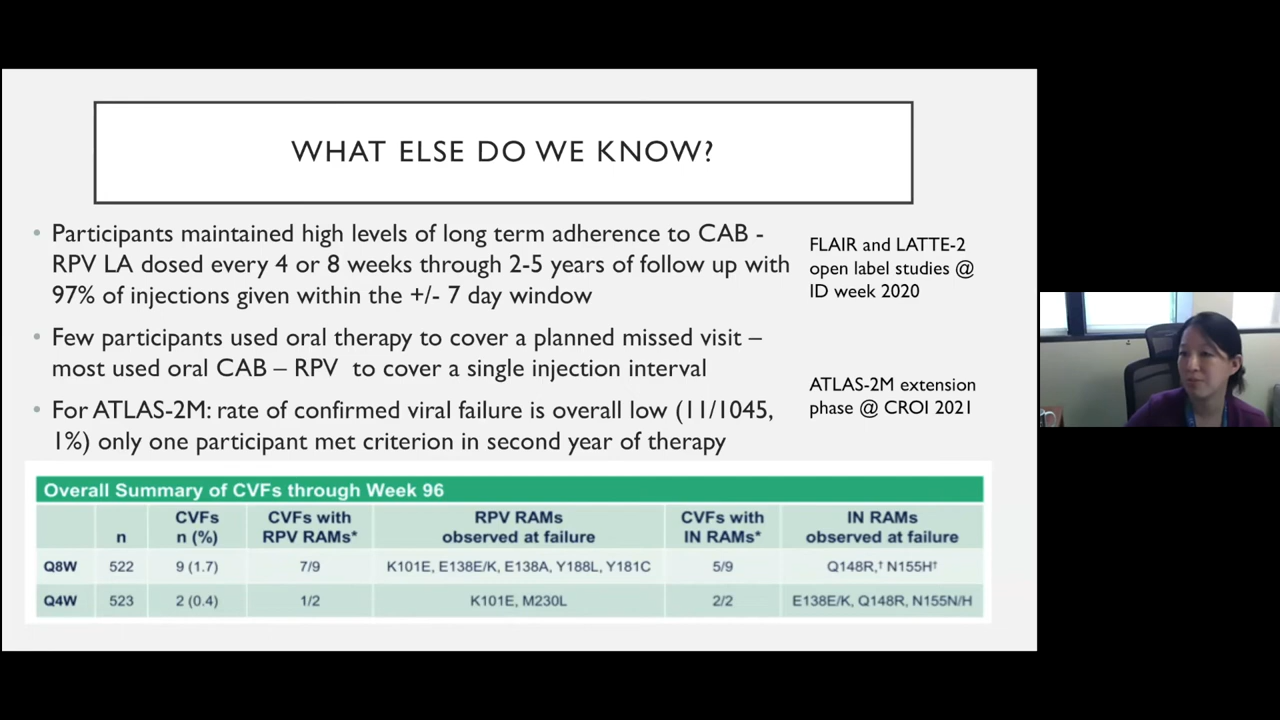 WHAT ELSE DO WE KNOW?
• Participants maintained high levels of long term adherence to CAB -
RPV LA dosed every 4 or 8 weeks through 2-5 years of follow up with
97% of injections given within the +/- 7 day window
• Few participants used oral therapy to cover a planned missed visit –
most used oral CAB – RPV to cover a single injection interval
• For ATLAS-2M: rate of confirmed viral failure is overall low (11/1045,
1%) only one participant met criterion in second year of therapy
FLAIR and LATTE-2
open label studies @
ID week 2020
ATLAS-2M extension
phase @ CROI 2021
Overall Summary of CVFs through Week 96
n CVFs n (%) CVFs with RPV RAMs* RPV RAMs observed at failure CVFs with IN RAMs* IN RAMs observed at failure
Q8W 522 9 (1.7) 7/9 K101E, E138E/K, E138A, Y188L, Y181C 5/9 Q148R,† N155H†
Q4W 523 2 (0.4) 1/2 K101E, M230L 2/2 E138E/K, Q148R, N155N/H